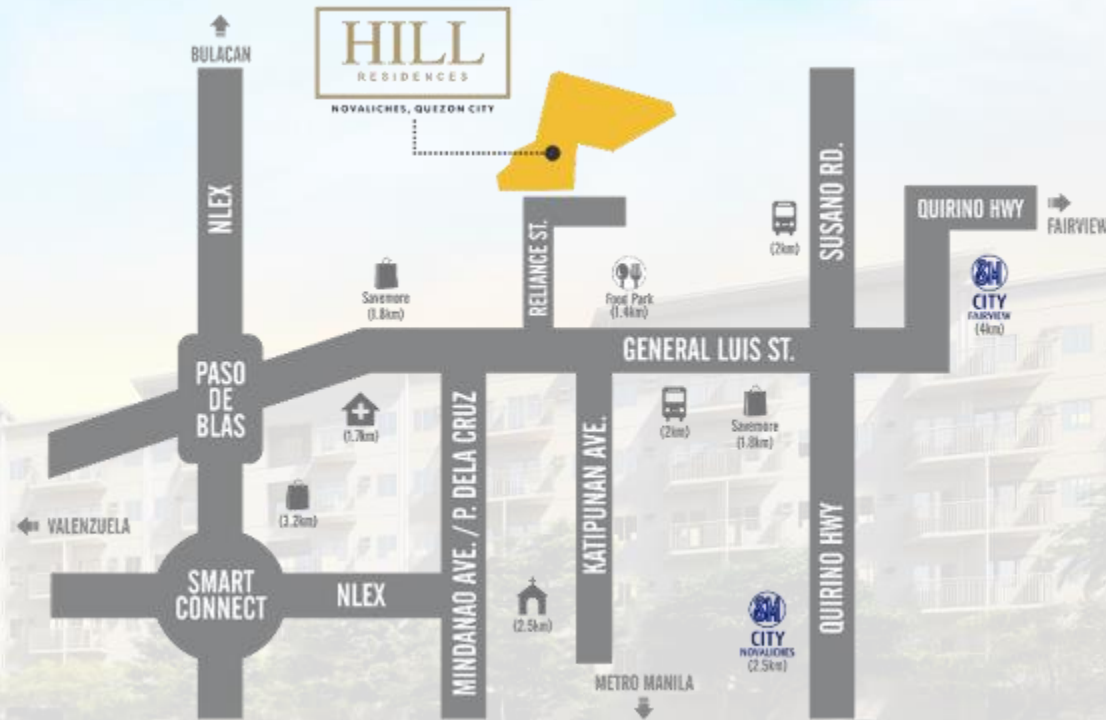 BULACAN
HILL
RESIDENCES
NOVALICHES, QUEZON CITY
NLEX
RELIANCE ST.
SUSANO RD.
QUIRINO HWY
FAIRVIEW
(2km)
Savemore
(1.8km)
Food Park
(1.4km)
SM
CITY
FAIRVIEW
(4km)
GENERAL LUIS ST.
PASO
DE
BLAS
(1.7km)
(2km)
Savemore
(1.8km)
MINDANAO AVE. / P. DELA CRUZ
KATIPUNAN AVE.
QUIRINO HWY
(3.2km)
VALENZUELA
SMART
CONNECT
NLEX
(2.5km)
SM
CITY
NOVALICHES
(2.5km)
METRO MANILA